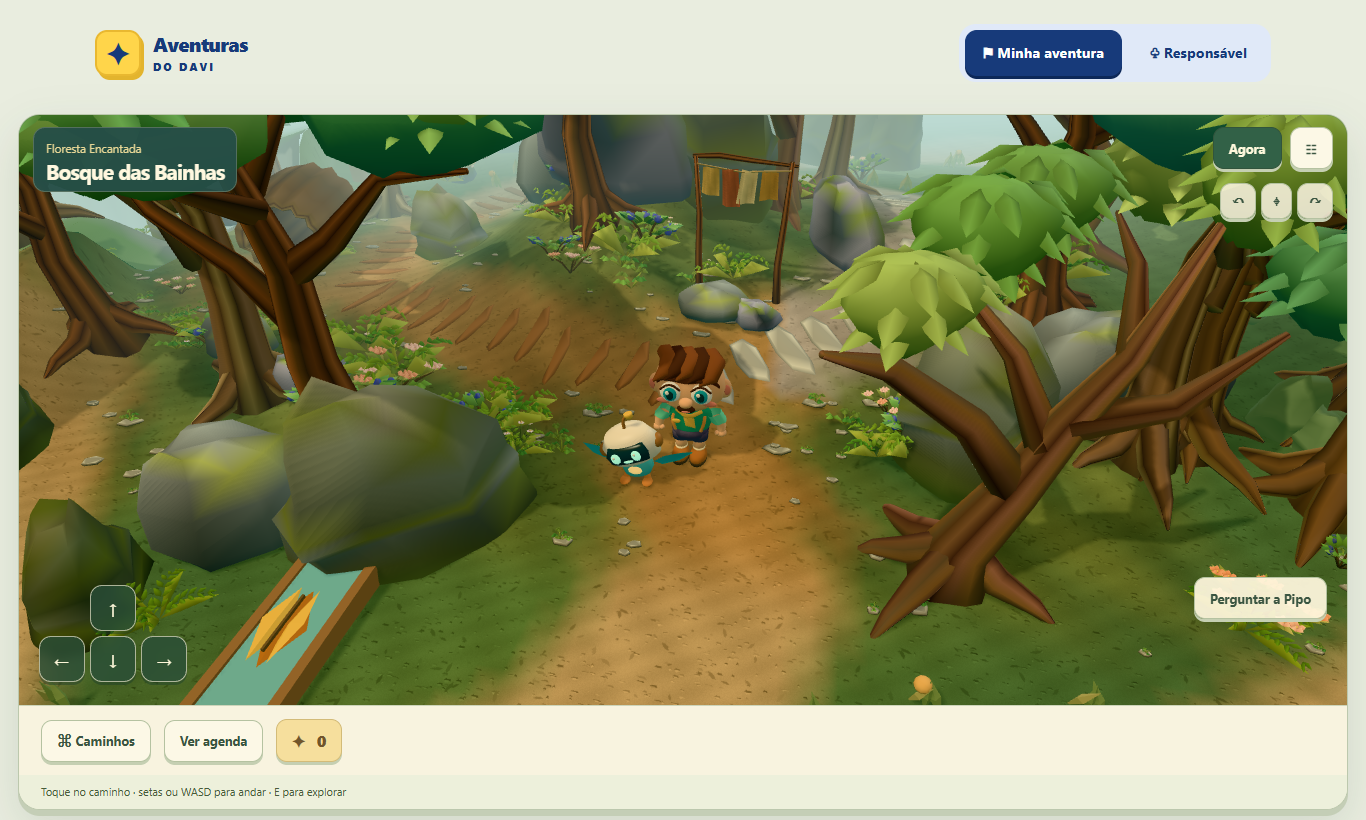 Aventuras
DO DAVI
Minha aventura
Responsável
Floresta Encantada
Bosque das Bainhas
Agora
Perguntar a Pipo
Caminhos
Ver agenda
0
Toque no caminho · setas ou WASD para andar · E para explorar